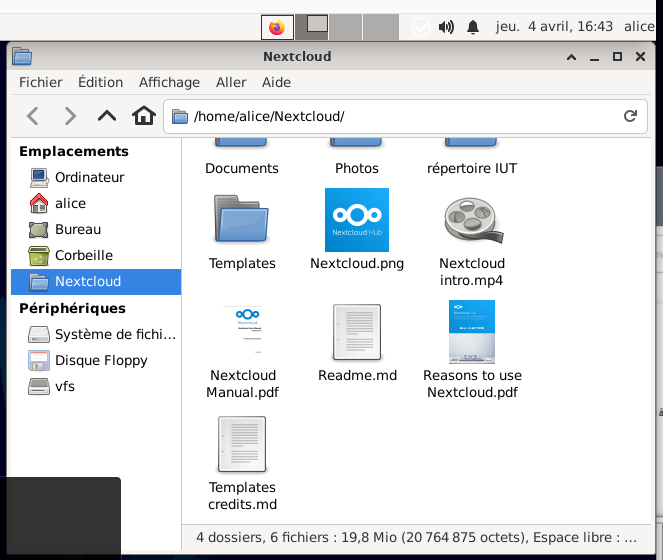 jeu. 4 avril, 16:43 alice
Nextcloud
Fichier Édition Affichage Aller Aide
/home/alice/Nextcloud/
Emplacements
Ordinateur
alice
Bureau
Corbeille
Nextcloud
Périphériques
Système de fichi...
Disque Floppy
vfs
Documents Photos répertoire IUT
Nextcloud Hub
Templates Nextcloud.png Nextcloud
intro.mp4
Nextcloud Readme.md Reasons to use
Manual.pdf Nextcloud.pdf
Templates
credits.md
4 dossiers, 6 fichiers : 19,8 Mio (20 764 875 octets), Espace libre : ...